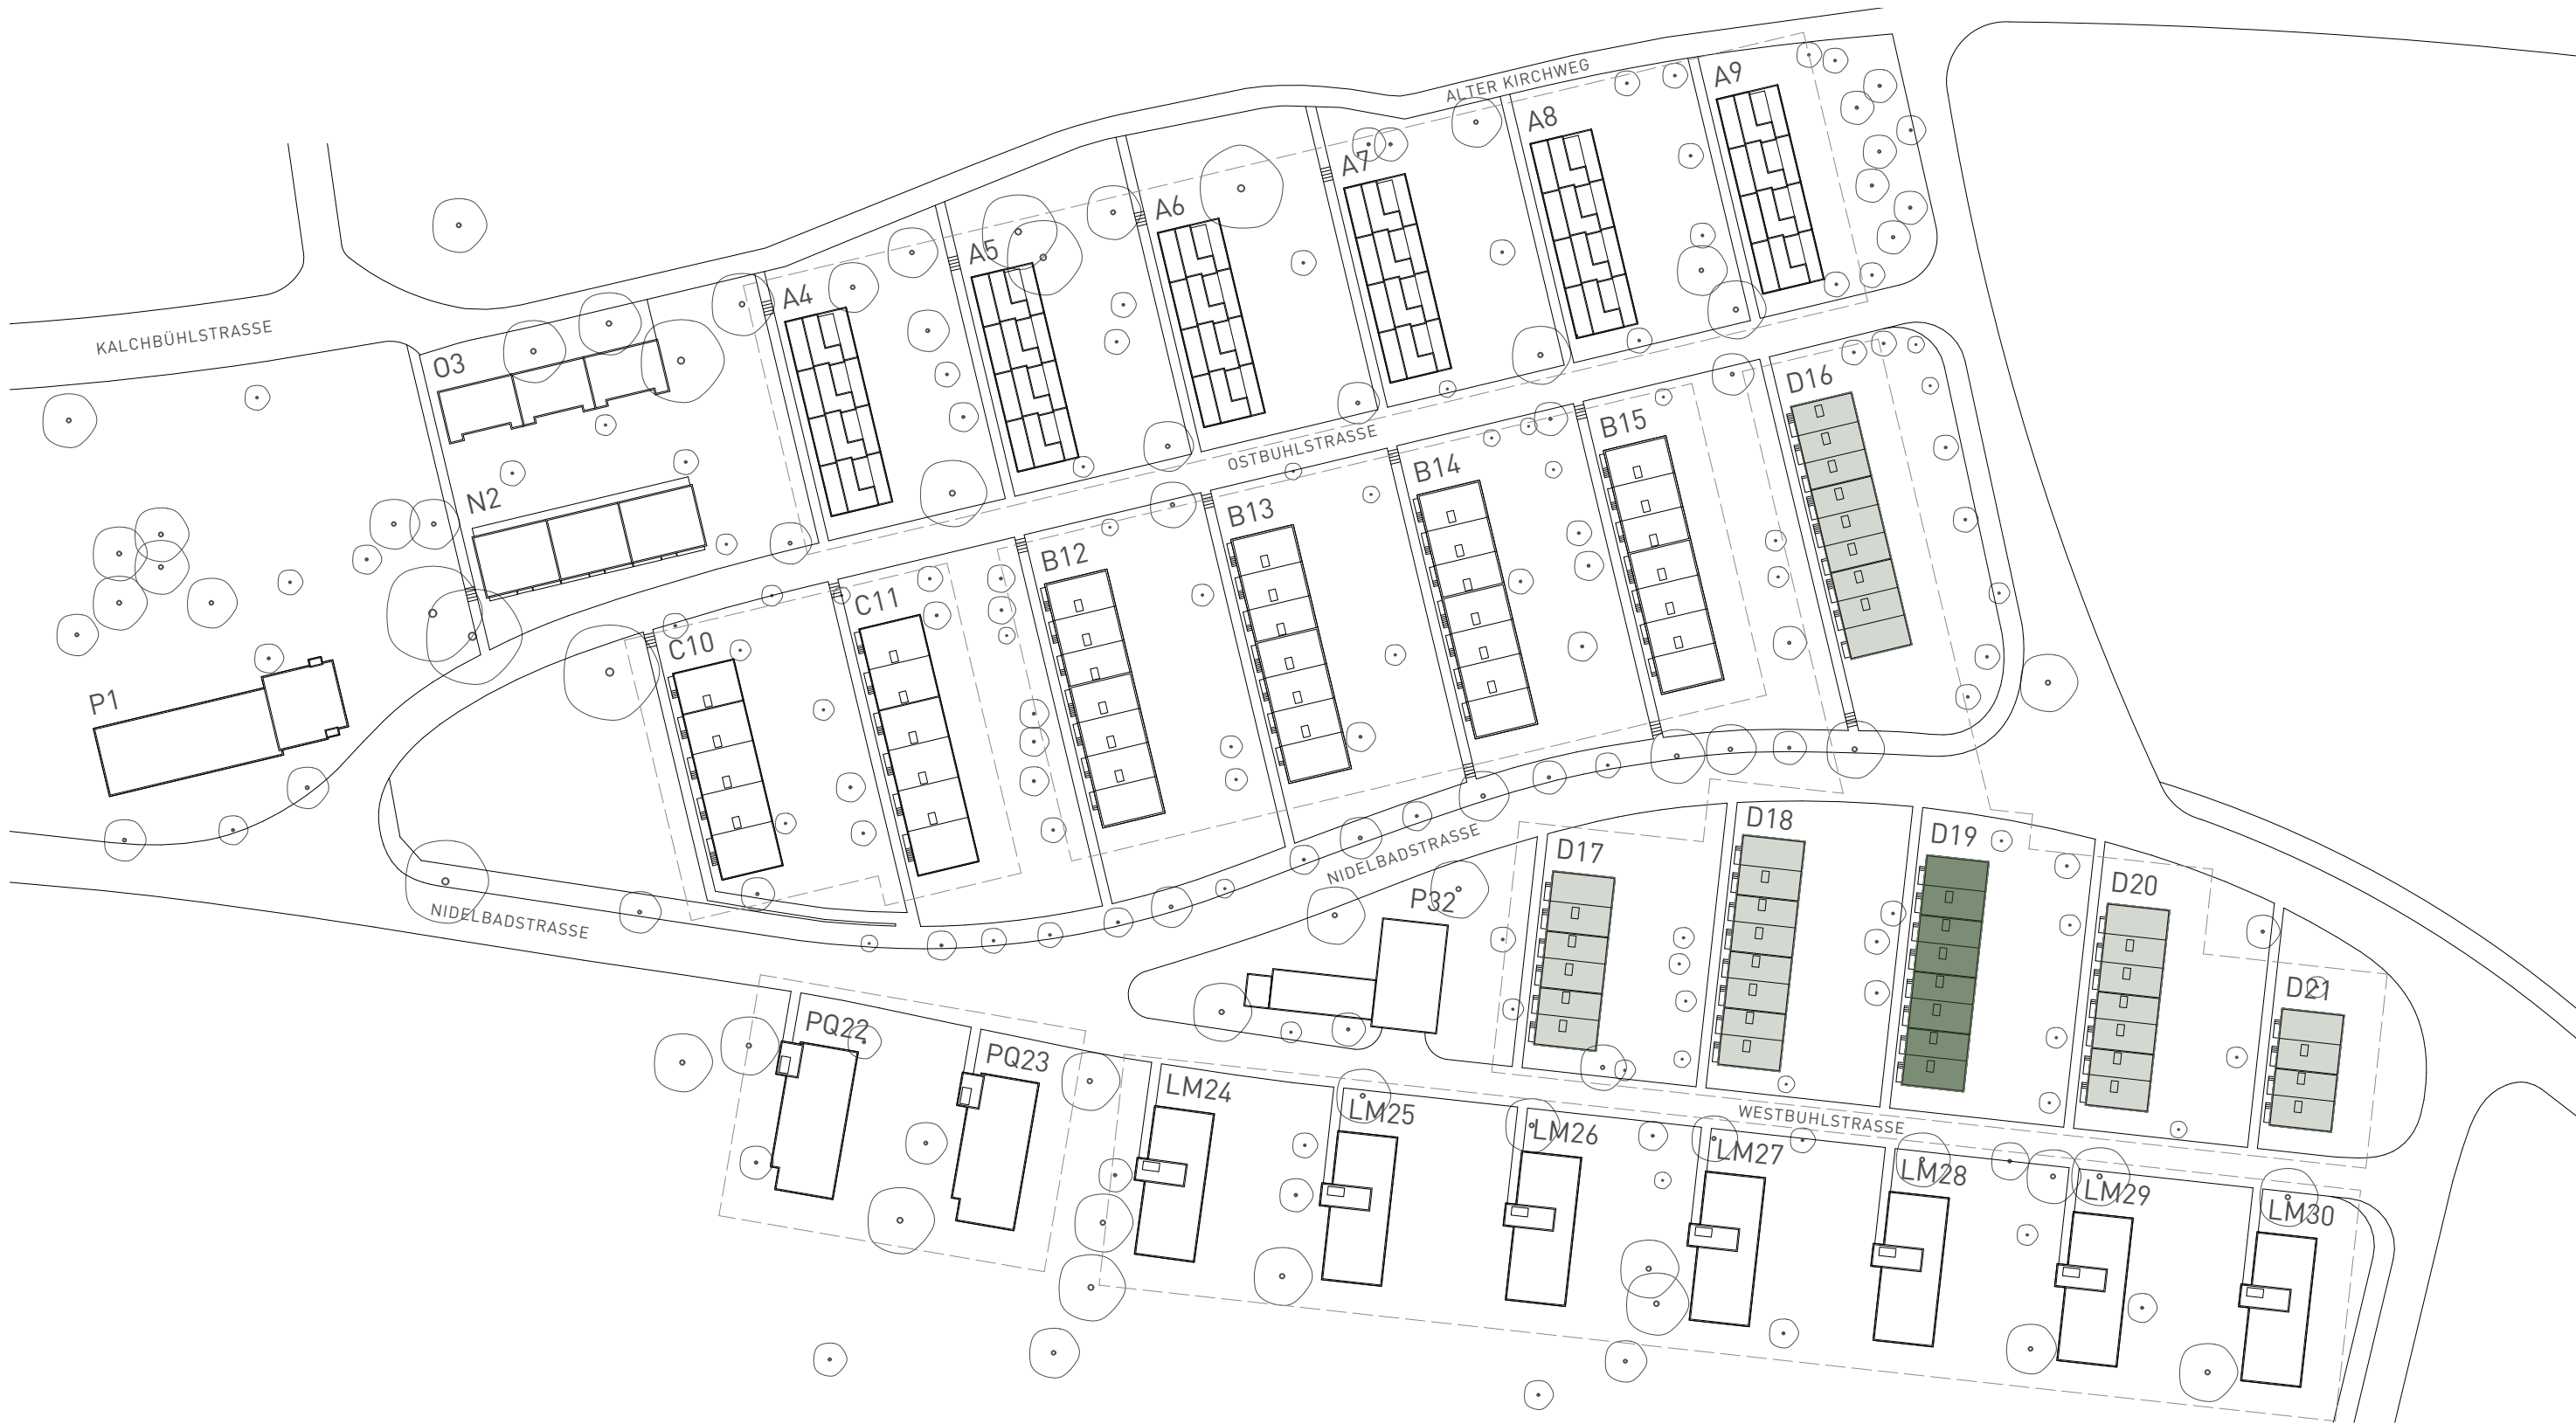 ALTER KIRCHWEG
A9
A8
A7
A6
A5
A4
KALCHBÜHLSTRASSE
O3
N2
P1
OSTBÜHLSTRASSE
D16
B15
B14
B13
B12
C11
C10
NIDELBADSTRASSE
NIDELBADSTRASSE
P32
D17
D18
D19
D20
D21
WESTBUHLSTRASSE
PQ22
PQ23
LM24
LM25
LM26
LM27
LM28
LM29
LM30